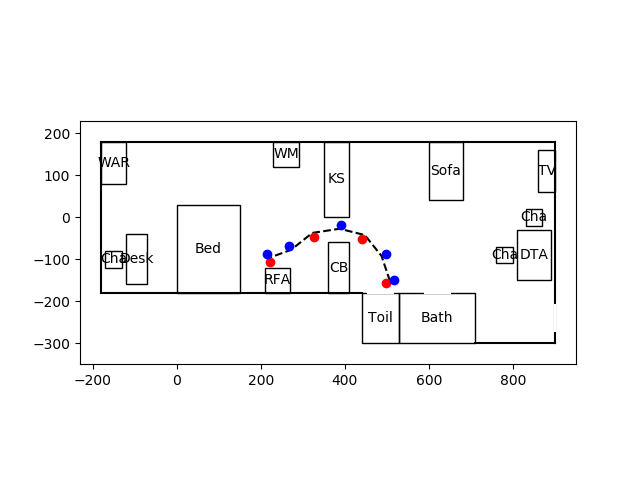 200
100
0
−100
−200
−300
−200
0
200
400
600
800
WAR
WM
KS
Sofa
TV
Cha
Bed
Cha
Desk
RFA
CB
Cha
DTA
Toil
Bath